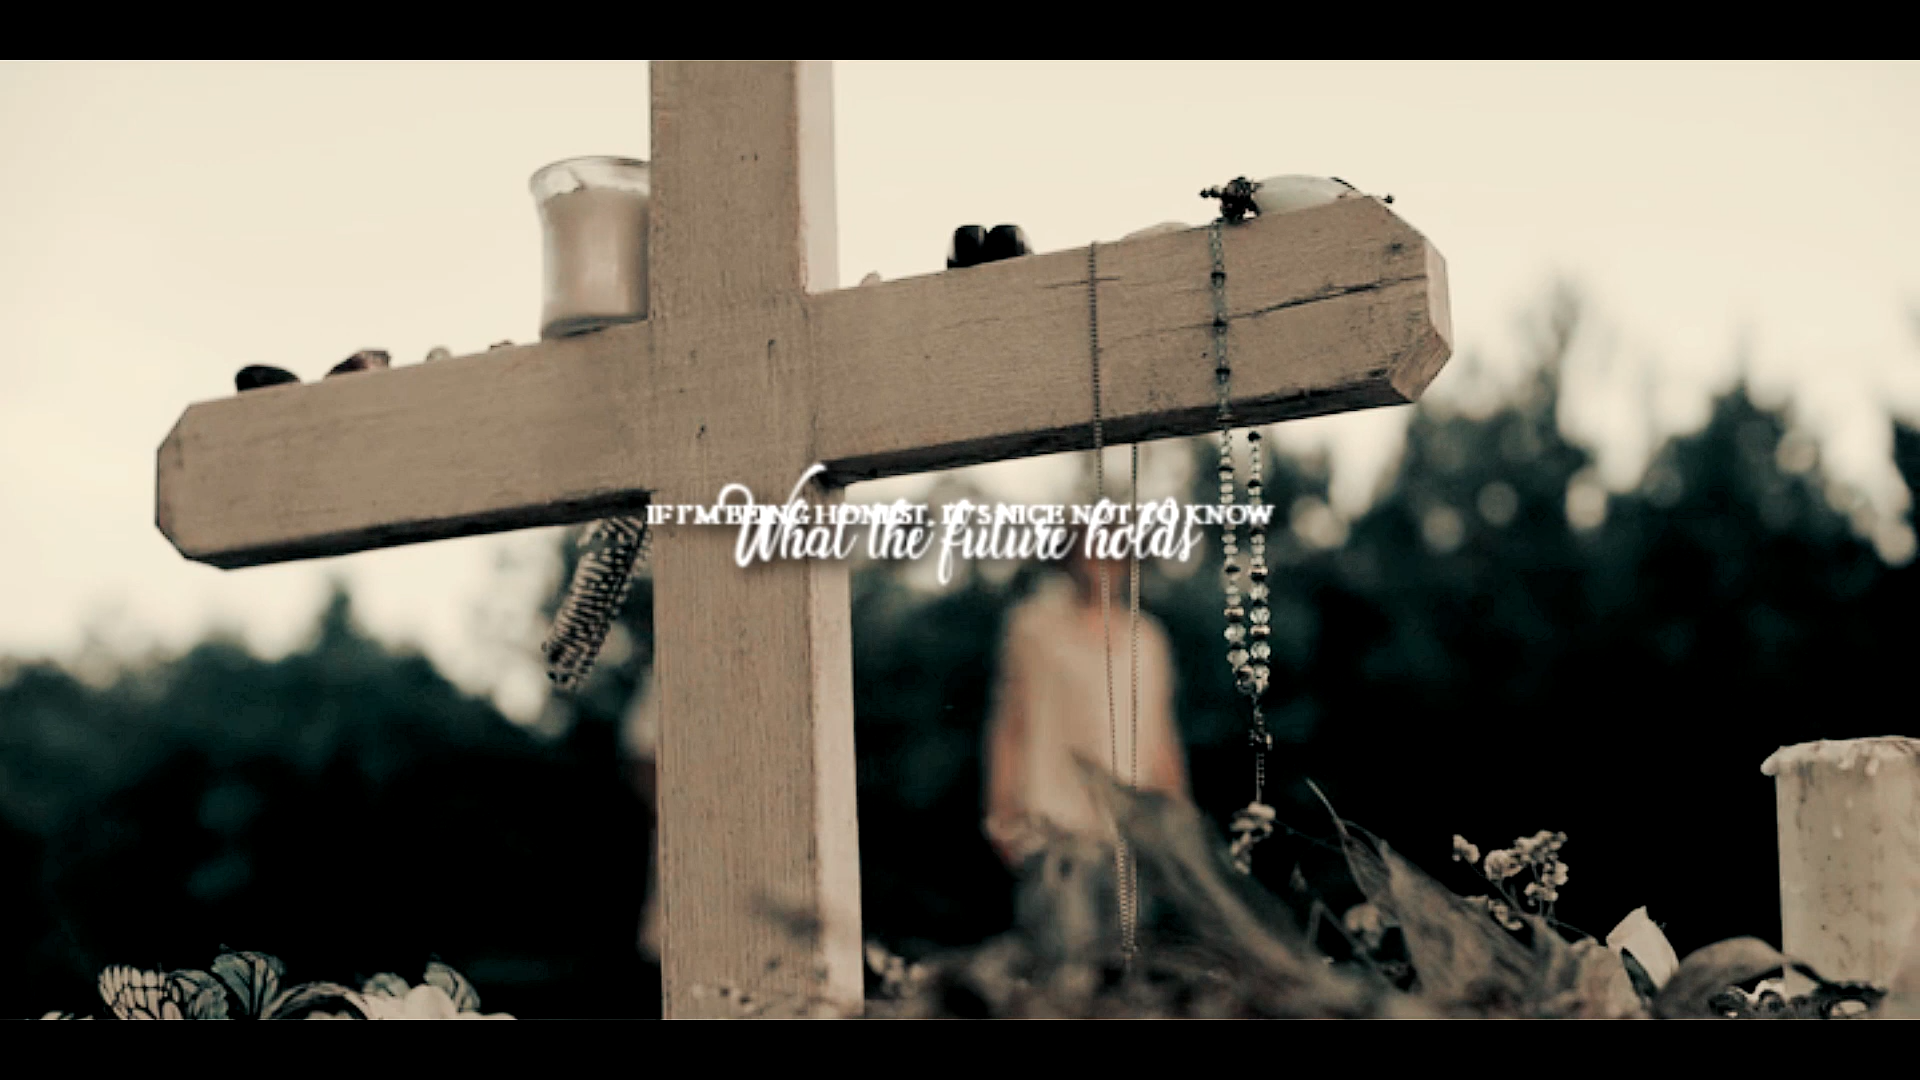 IF I'M BEING HONEST, IT'S NICE NOT TO KNOW
What the future holds